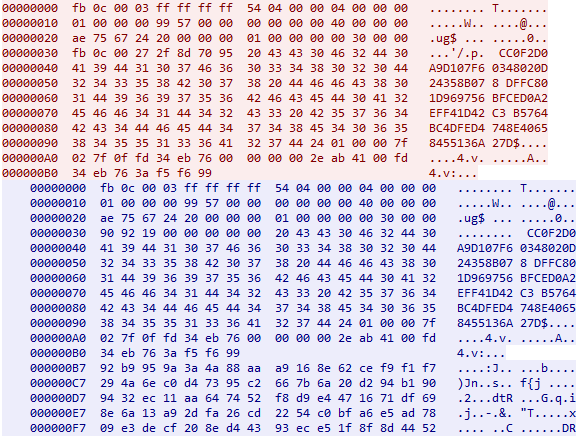 00000000  fb 0c 00 03 ff ff ff ff  54 04 00 00 04 00 00 00   ........ T.......
00000010  01 00 00 00 99 57 00 00  00 00 00 00 40 00 00 00   .....W.. ....@...
00000020  ae 75 67 24 20 00 00 00  00 01 00 00 00 00 30 00   .ug$ ... ......0.
00000030  fb 0c 00 27 2f 8d 70 95  20 43 43 30 46 32 44 30   ...'/.p.  CC0F2D0
00000040  41 39 44 31 30 37 46 36  30 33 34 38 30 32 30 44   A9D107F6 0348020D
00000050  32 34 33 35 38 42 30 37  38 20 44 46 46 43 38 30   24358B07 8 DFFC80
00000060  31 44 39 36 39 37 35 36  42 46 43 45 44 30 41 32   1D969756 BFCED0A2
00000070  45 46 46 34 31 44 34 32  43 33 20 42 35 37 36 34   EFF41D42 C3 B5764
00000080  42 43 34 44 46 45 44 34  37 34 38 45 34 30 36 35   BC4DFED4 748E4065
00000090  38 34 35 35 31 33 36 41  32 37 44 24 01 00 00 7f   8455136A 27D$....
000000A0  02 7f 0f fd 34 eb 76 00  00 00 00 2e ab 41 00 fd   ....4.v. .....A..
000000B0  34 eb 76 3a f5 f6 99   4.v:...
00000000  fb 0c 00 03 ff ff ff ff  54 04 00 00 04 00 00 00   ........ T.......
00000010  01 00 00 00 99 57 00 00  00 00 00 00 40 00 00 00   .....W.. ....@...
00000020  ae 75 67 24 20 00 00 00  00 01 00 00 00 00 30 00   .ug$ ... ......0.
00000030  90 92 19 00 00 00 00 00  20 43 43 30 46 32 44 30   ........  CC0F2D0
00000040  41 39 44 31 30 37 46 36  30 33 34 38 30 32 30 44   A9D107F6 0348020D
00000050  32 34 33 35 38 42 30 37  38 20 44 46 46 43 38 30   24358B07 8 DFFC80
00000060  31 44 39 36 39 37 35 36  42 46 43 45 44 30 41 32   1D969756 BFCED0A2
00000070  45 46 46 34 31 44 34 32  43 33 20 42 35 37 36 34   EFF41D42 C3 B5764
00000080  42 43 34 44 46 45 44 34  37 34 38 45 34 30 36 35   BC4DFED4 748E4065
00000090  38 34 35 35 31 33 36 41  32 37 44 24 01 00 00 7f   8455136A 27D$....
000000A0  02 7f 0f fd 34 eb 76 00  00 00 00 2e ab 41 00 fd   ....4.v. .....A..
000000B0  34 eb 76 3a f5 f6 99   4.v:...
000000B7  92 b9 95 9a 3a 4a 88 aa  a9 16 8e 62 ce f9 f1 f7   ....:J.. ...b....
000000C7  29 4a 6e c0 d4 73 95 c2  66 7b 6a 20 d2 94 b1 90   )Jn..s.. f{j ....
000000D7  94 32 ec 11 aa 64 74 52  f8 d9 e4 47 16 71 df 69   .2...dtR ...G.q.i
000000E7  8e 6a 13 a9 2d fa 26 cd  22 54 c0 bf a6 e5 ad 78   .j..-.&. "T.....x
000000F7  09 e3 de cf 20 8e d4 43  93 ec e5 1f 8f 8d 44 52   .... ..C ......DR